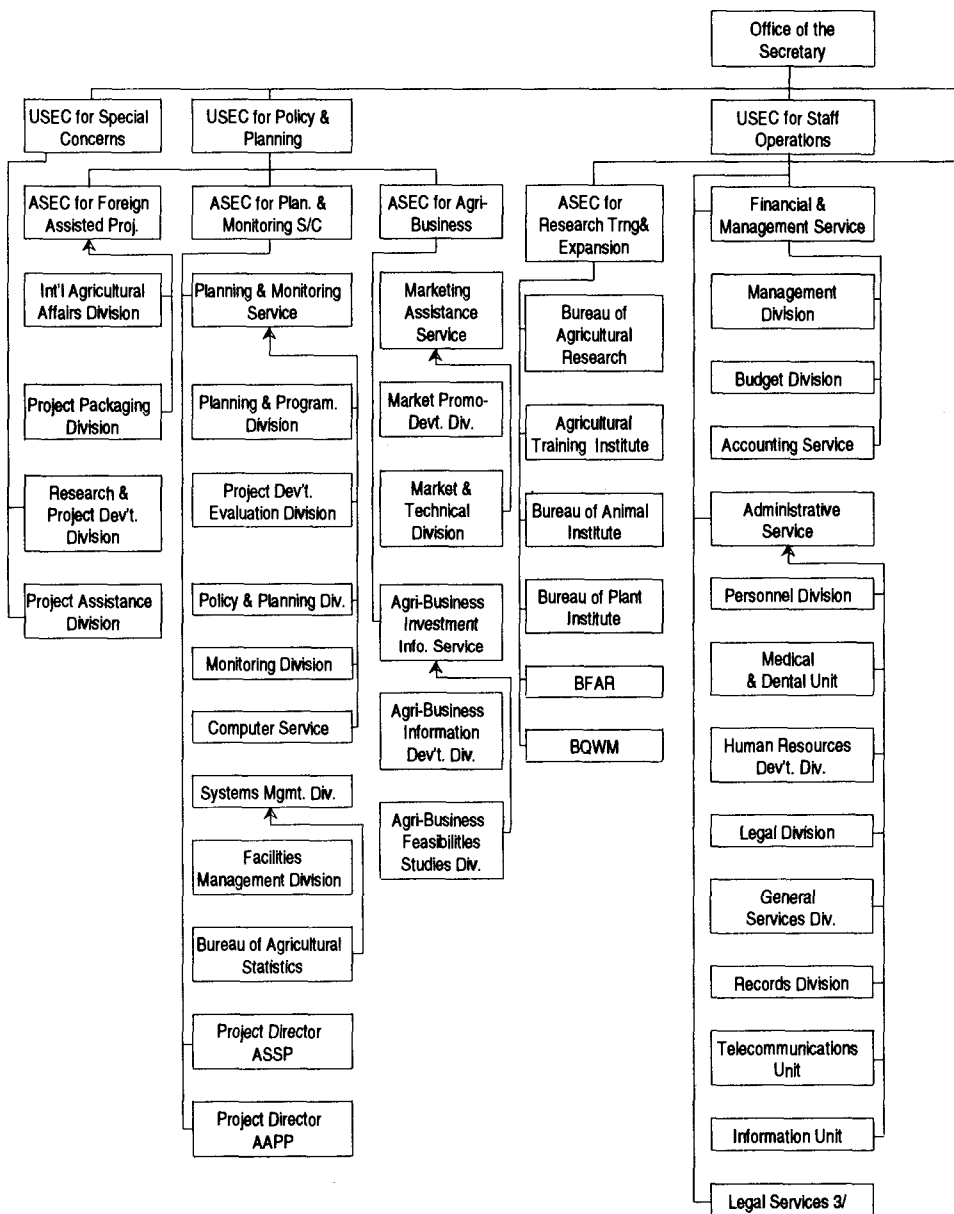 Office of the
Secretary
USEC for Special
Concerns
USEC for Policy &
Planning
USEC for Staff
Operations
ASEC for Foreign
Assisted Proj.
ASEC for Plan. &
Monitoring S/C
ASEC for Agri-
Business
ASEC for
Research Trng&
Expansion
Financial &
Management Service
Int'l Agricultural
Affairs Division
Project Packaging
Division
Research &
Project Dev't.
Division
Project Assistance
Division
Planning & Monitoring
Service
Planning & Program.
Division
Project Dev't.
Evaluation Division
Policy & Planning Div.
Monitoring Division
Computer Service
Systems Mgmt. Div.
Facilities
Management Division
Bureau of Agricultural
Statistics
Project Director
ASSP
Project Director
AAPP
Marketing
Assistance
Service
Market Promo-
Devt. Div.
Market &
Technical
Division
Agri-Business
Investment
Info. Service
Agri-Business
Information
Dev't. Div.
Agri-Business
Feasibilities
Studies Div.
Bureau of
Agricultural
Research
Agricultural
Training Institute
Bureau of Animal
Institute
Bureau of Plant
Institute
BFAR
BQWM
Management
Division
Budget Division
Accounting Service
Administrative
Service
Personnel Division
Medical
& Dental Unit
Human Resources
Dev't. Div.
Legal Division
General
Services Div.
Records Division
Telecommunications
Unit
Information Unit
Legal Services 3/